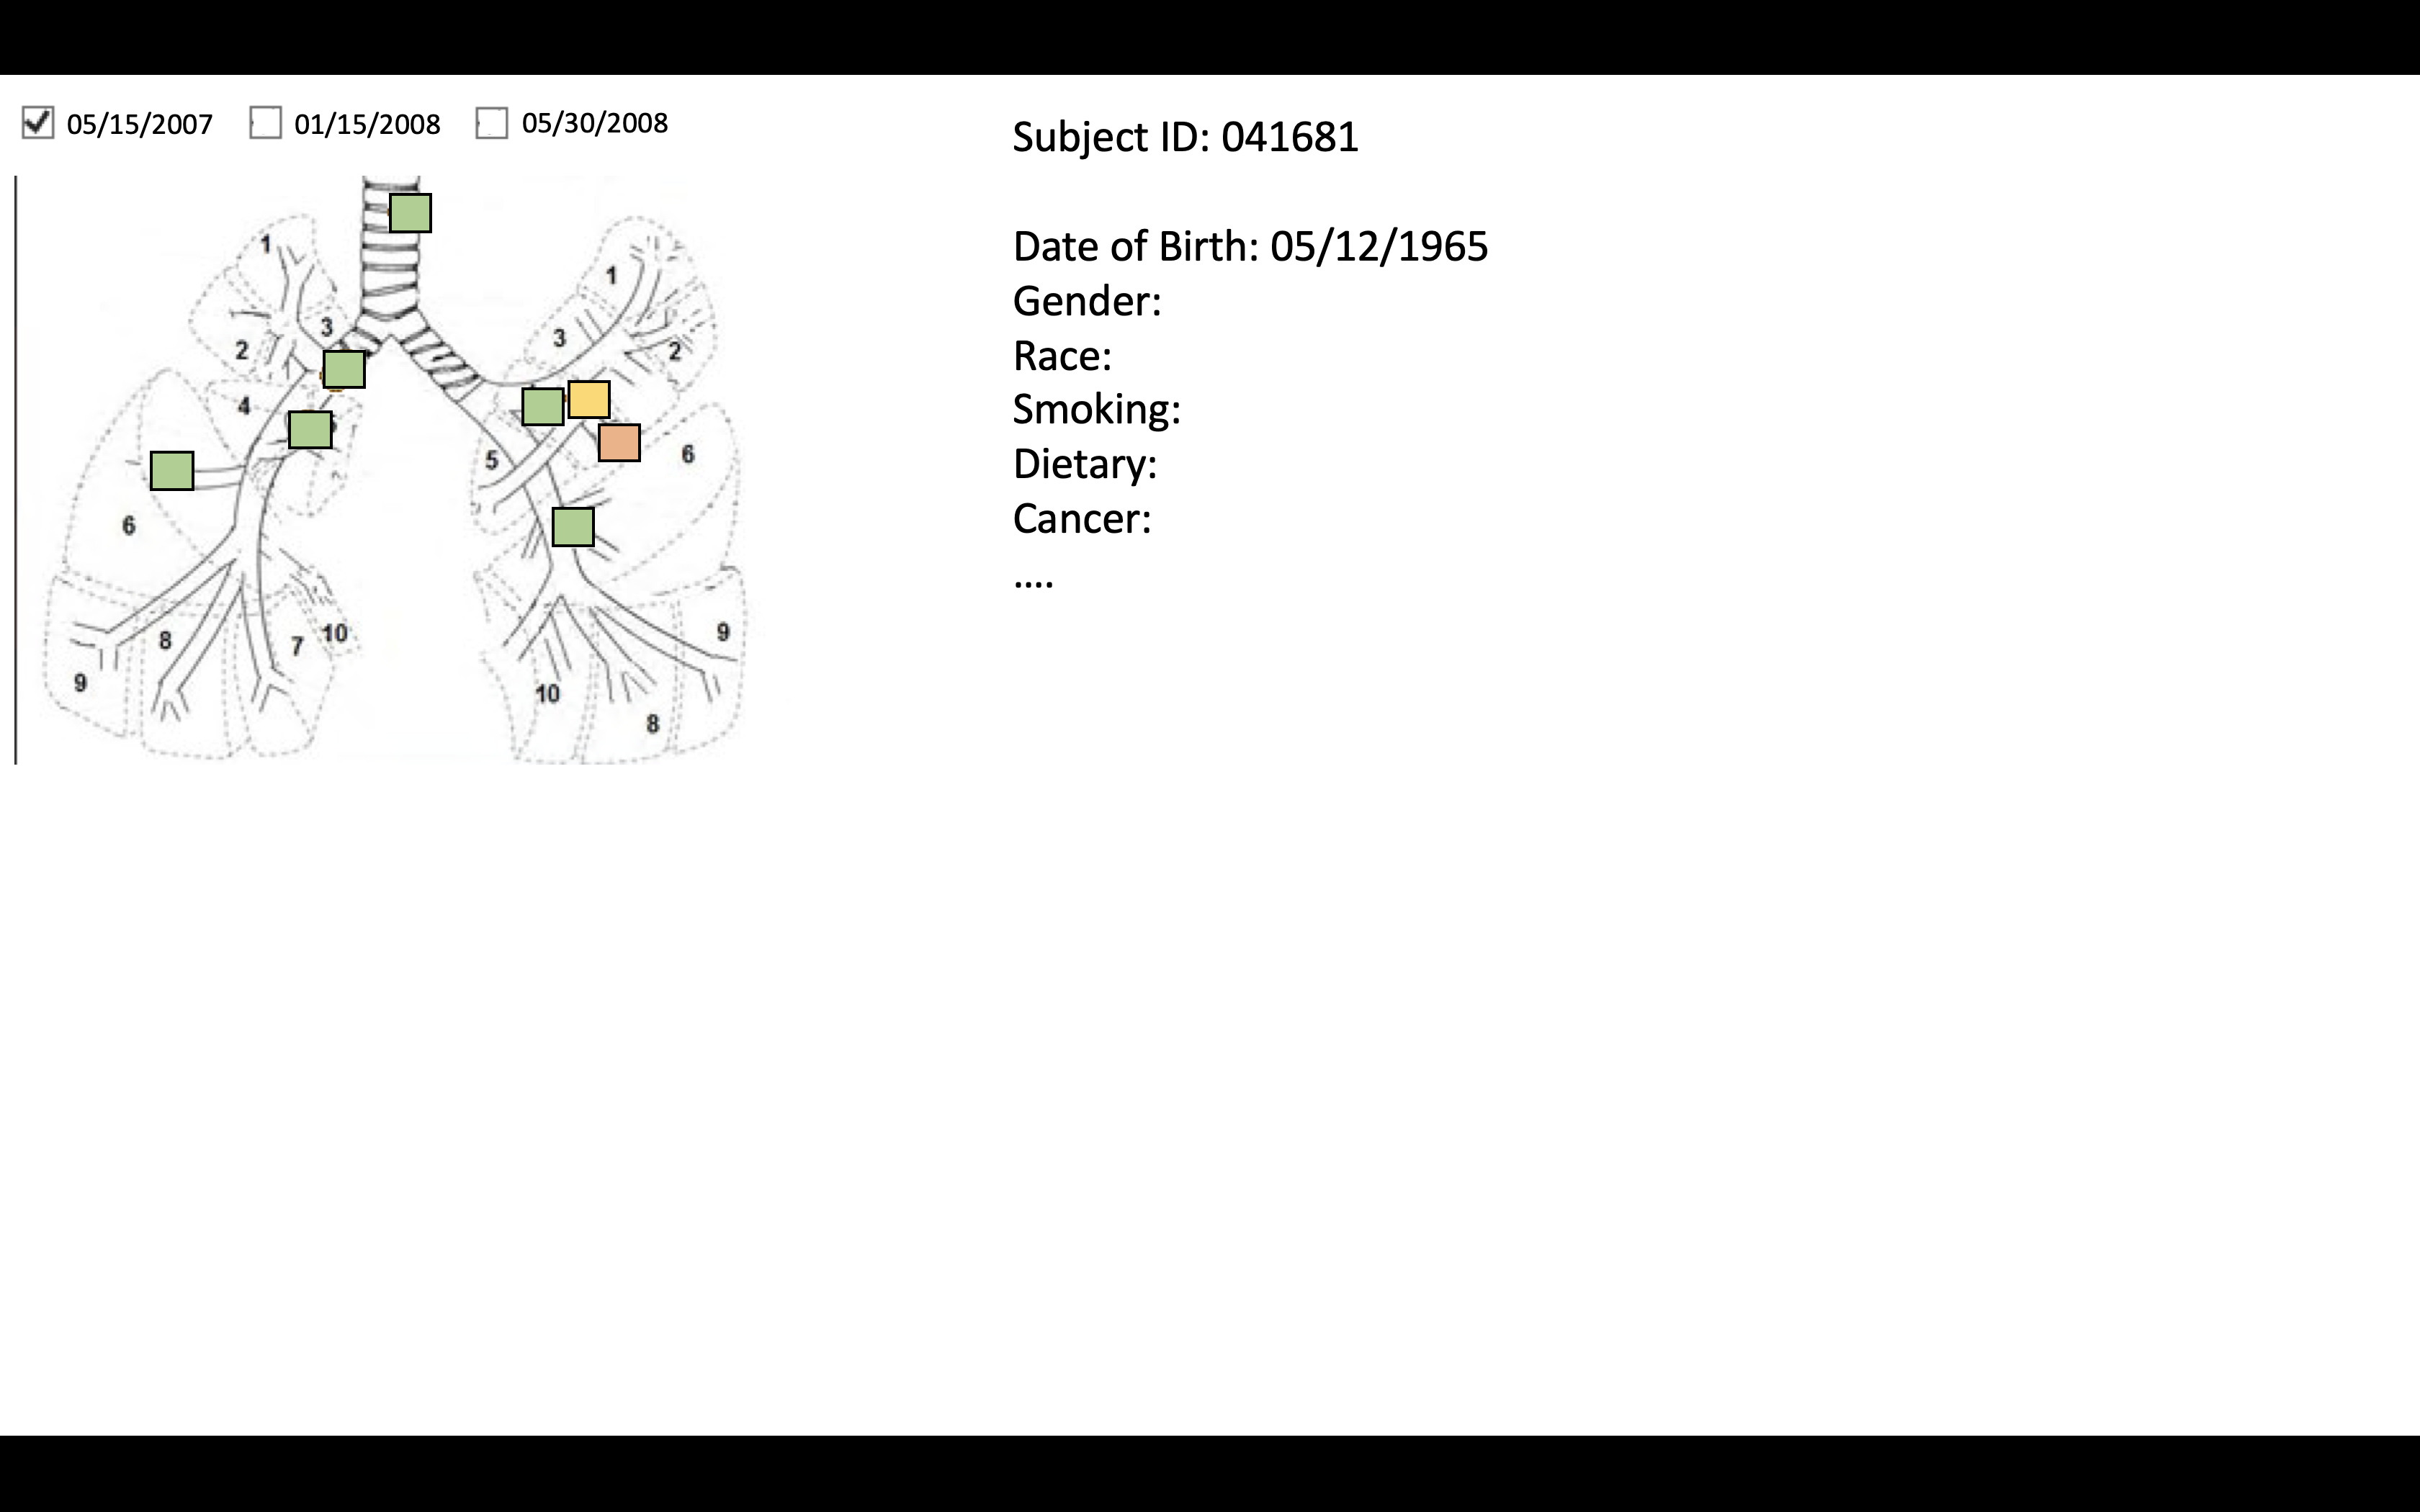 05/15/2007 01/15/2008 05/30/2008
Subject ID: 041681
Date of Birth: 05/12/1965
Gender:
Race:
Smoking:
Dietary:
Cancer:
....
1
1
3
3
2
2
4
5
6
6
8
7
10
9
9
10
8